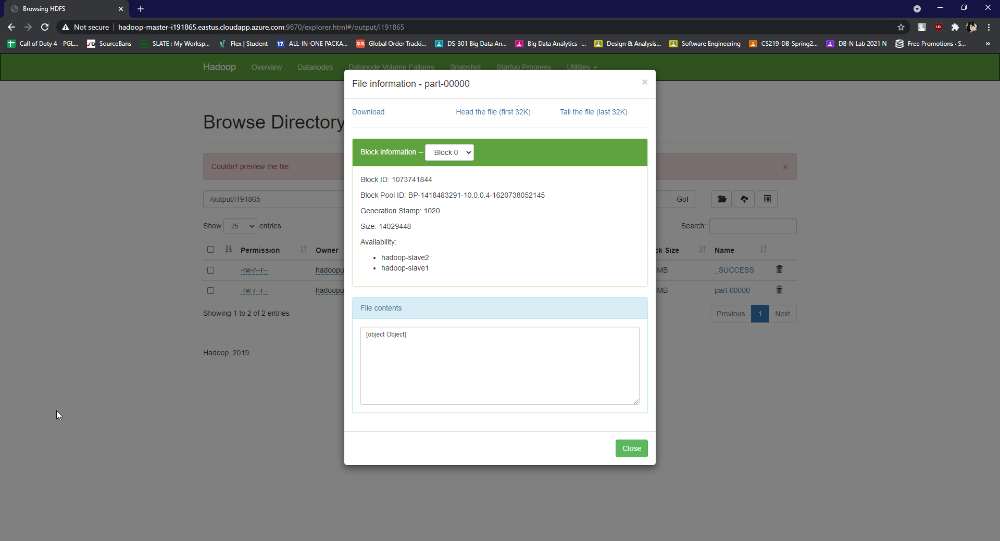 Browsing HDFS
Not secure | hadoop-master-i191865.eastus.cloudapp.azure.com:9870/explorer.html#/output/i191865
Call of Duty 4 - PGL... SourceBans SLATE : My Worksp... Flex | Student 17. ALL-IN-ONE PACKA... Global Order Tracki... DS-301 Big Data An... Big Data Analytics -... Design & Analysis... Software Engineering CS219-DB-Spring2... DB-N Lab 2021 N Free Promotions · S... »
Hadoop Overview Datanodes Datanode Volume Failures Snapshot Startup Progress Utilities
File information - part-00000 ×
Download Head the file (first 32K) Tail the file (last 32K)
Browse Directory
Block information -- Block 0
Couldn't preview the file. ×
Block ID: 1073741844
Block Pool ID: BP-1418483291-10.0.0.4-1620738052145
/output/i191865 Go!
Generation Stamp: 1020
Show 25 entries Size: 14029448 Search:
Availability:
Permission Owner ck Size Name
hadoop-slave2
hadoop-slave1
-rw-r--r-- hadoopu MB _SUCCESS
-rw-r--r-- hadoopu MB part-00000
File contents
Showing 1 to 2 of 2 entries Previous 1 Next
[object Object]
Hadoop, 2019.
Close